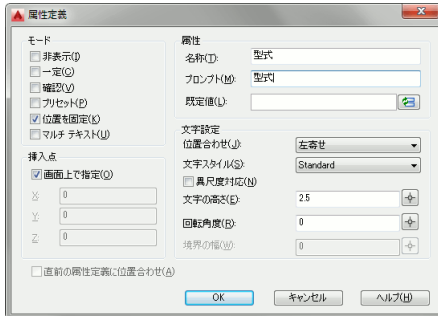 属性定義
モード
非表示(I)
一定(C)
確認(V)
プリセット(P)
位置を固定(K)
マルチ テキスト(U)
挿入点
画面上で指定(O)
X: 0
Y: 0
Z: 0
属性
名称(T): 型式
プロンプト(M): 型式
既定値(L):
文字設定
位置合わせ(J): 左寄せ
文字スタイル(S): Standard
異尺度対応(N)
文字の高さ(E): 2.5
回転角度(R): 0
境界の幅(W): 0
直前の属性定義に位置合わせ(A)
OK キャンセル ヘルプ(H)